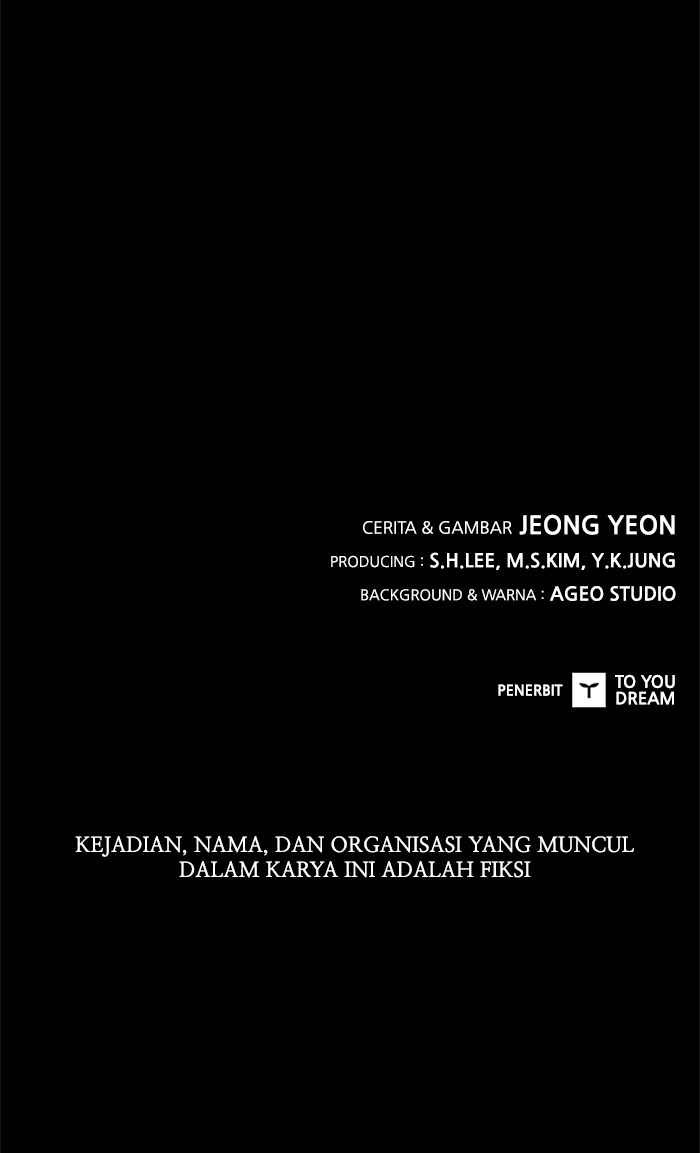 CERITA & GAMBAR JEONG YEON
PRODUCING : S.H.LEE, M.S.KIM, Y.K.JUNG
BACKGROUND & WARNA : AGEO STUDIO
PENERBIT TO YOU
DREAM
KEJADIAN, NAMA, DAN ORGANISASI YANG MUNCUL
DALAM KARYA INI ADALAH FIKSI